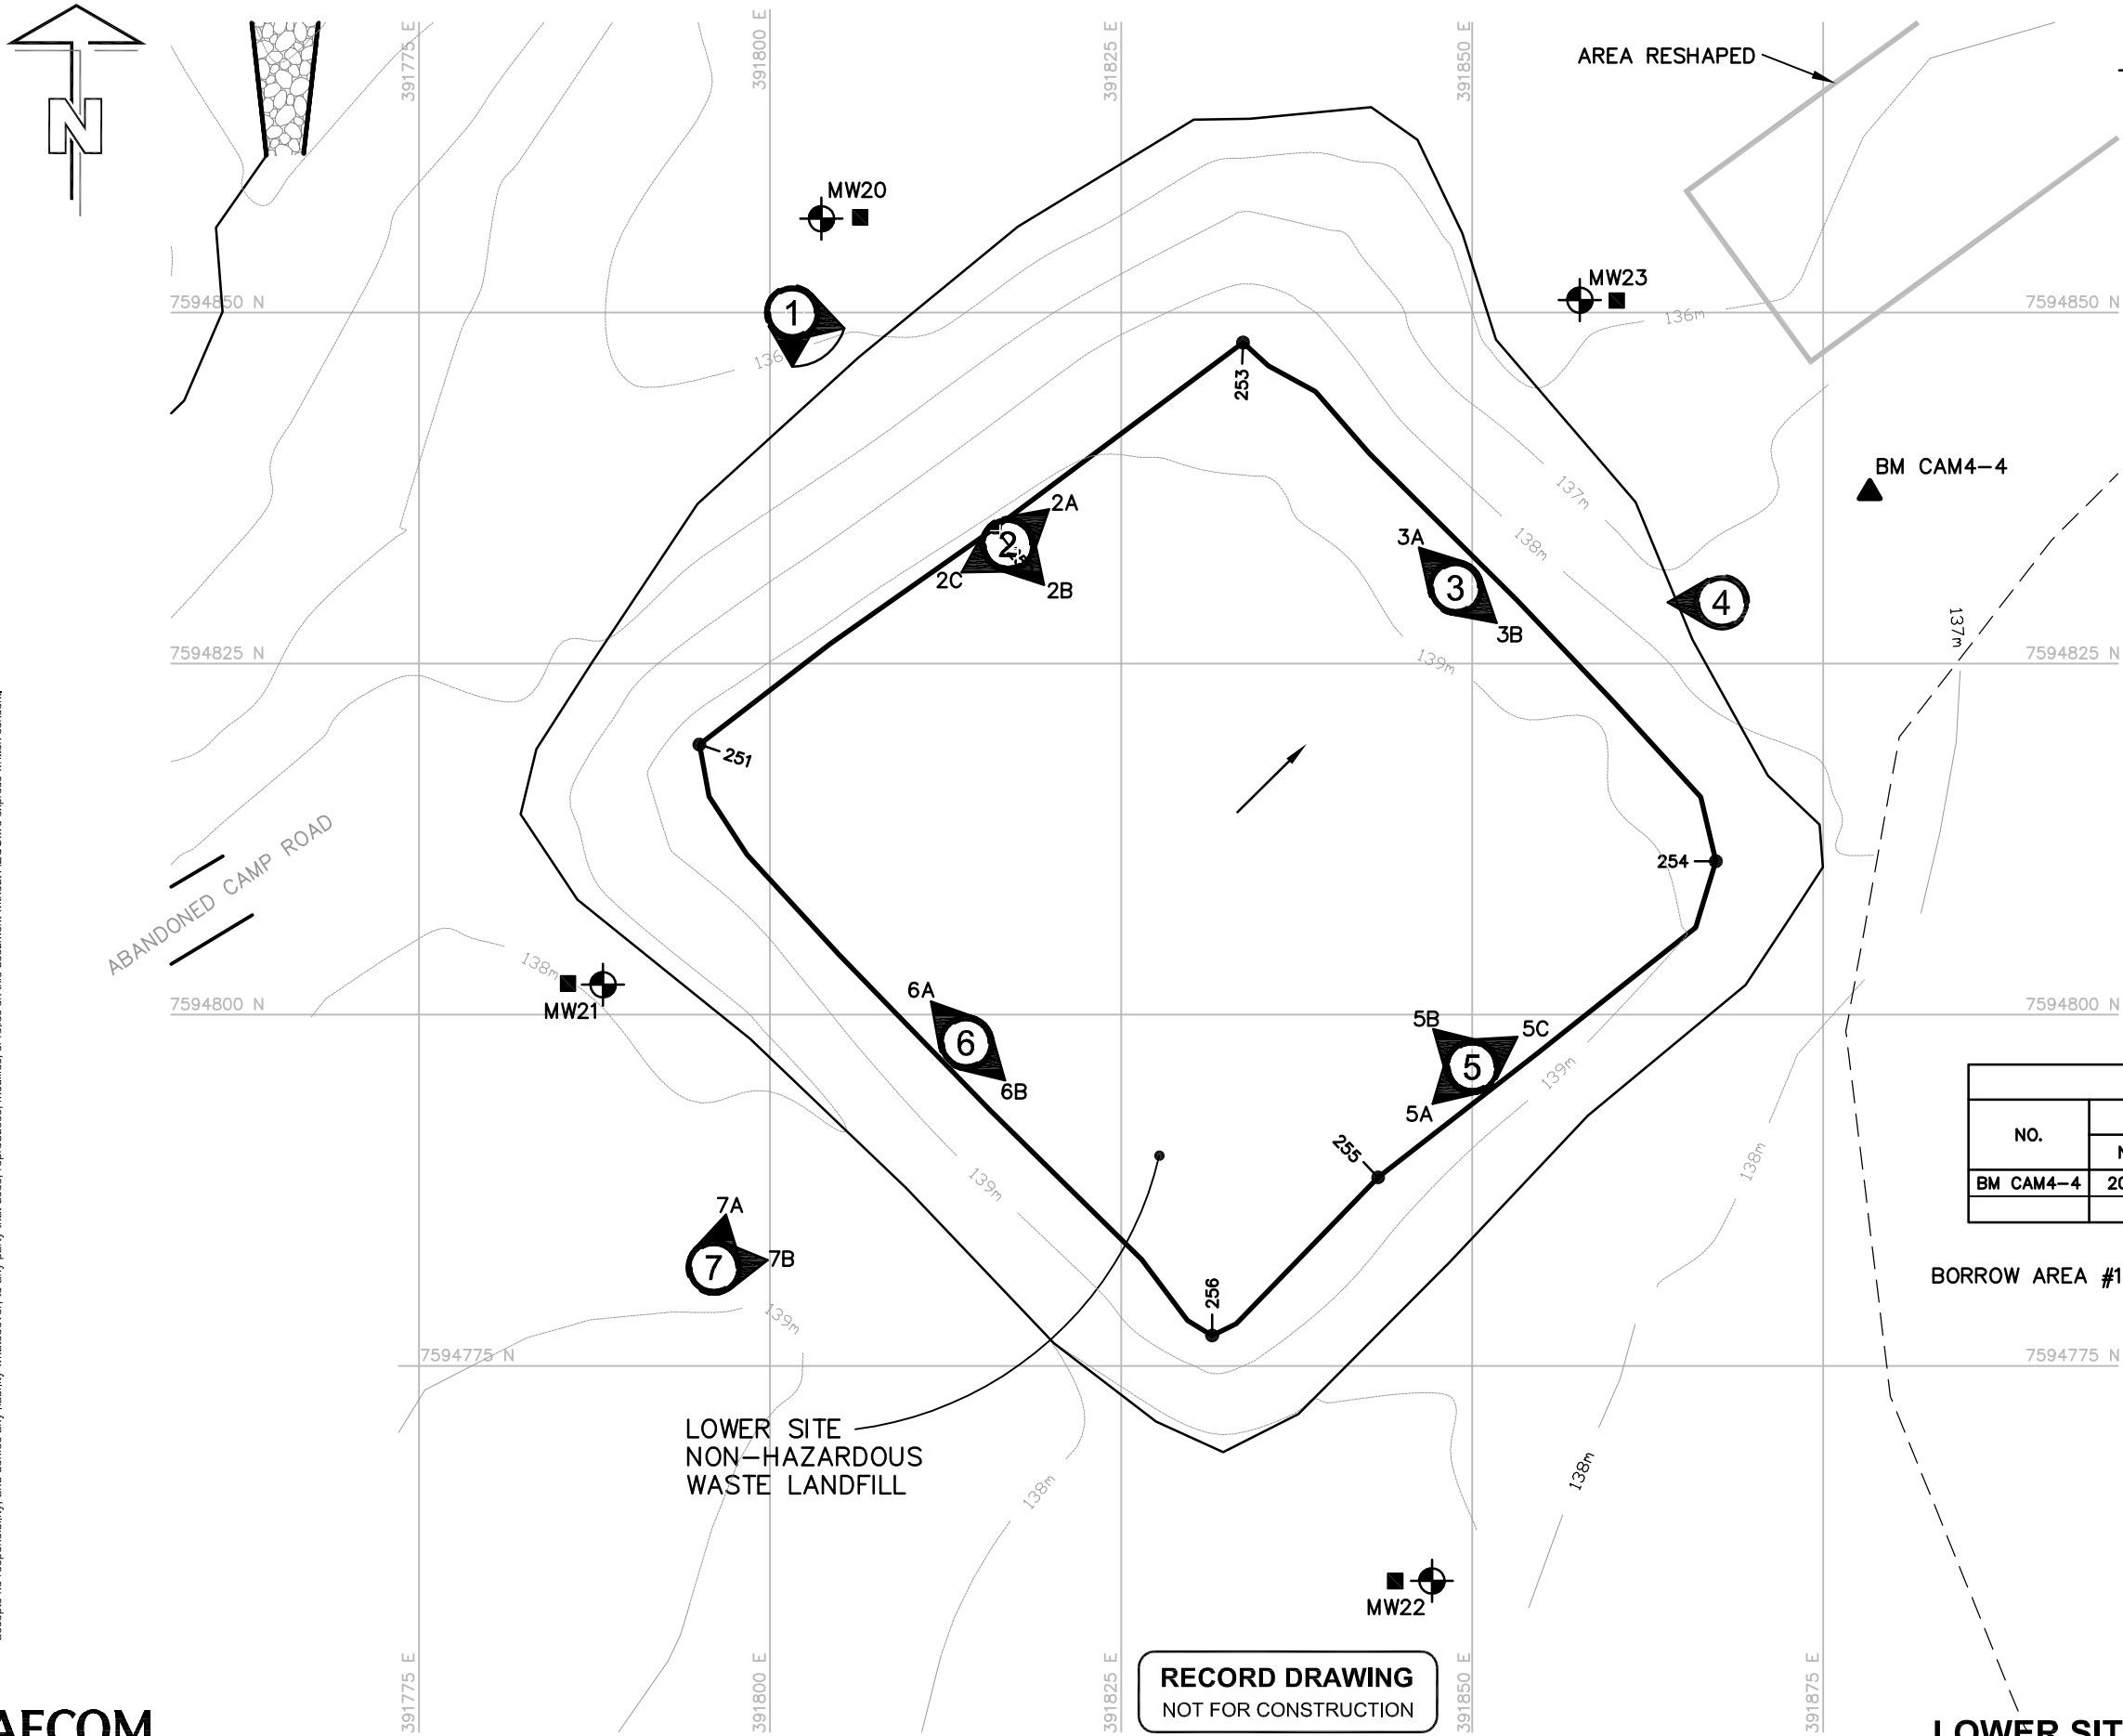 391775 E
391800 E
391825 E
391850 E
AREA RESHAPED
N
MW20
MW23
1
136m
7594850 N
7594850 N
253
BM CAM4-4
137m
2A
2
2C
2B
138m
3A
3
3B
4
137m
7594825 N
7594825 N
139m
251
ABANDONED CAMP ROAD
254
138m
MW21
7594800 N
7594800 N
6A
6
6B
5B
5C
5
5A
139m
NO.
BM CAM4-4
255
138m
139m
7A
7
7B
139m
256
BORROW AREA #1
7594775 N
7594775 N
LOWER SITE
NON-HAZARDOUS
WASTE LANDFILL
138m
138m
MW22
RECORD DRAWING
NOT FOR CONSTRUCTION
391775 E
391800 E
391825 E
391850 E
391875 E
AECOM